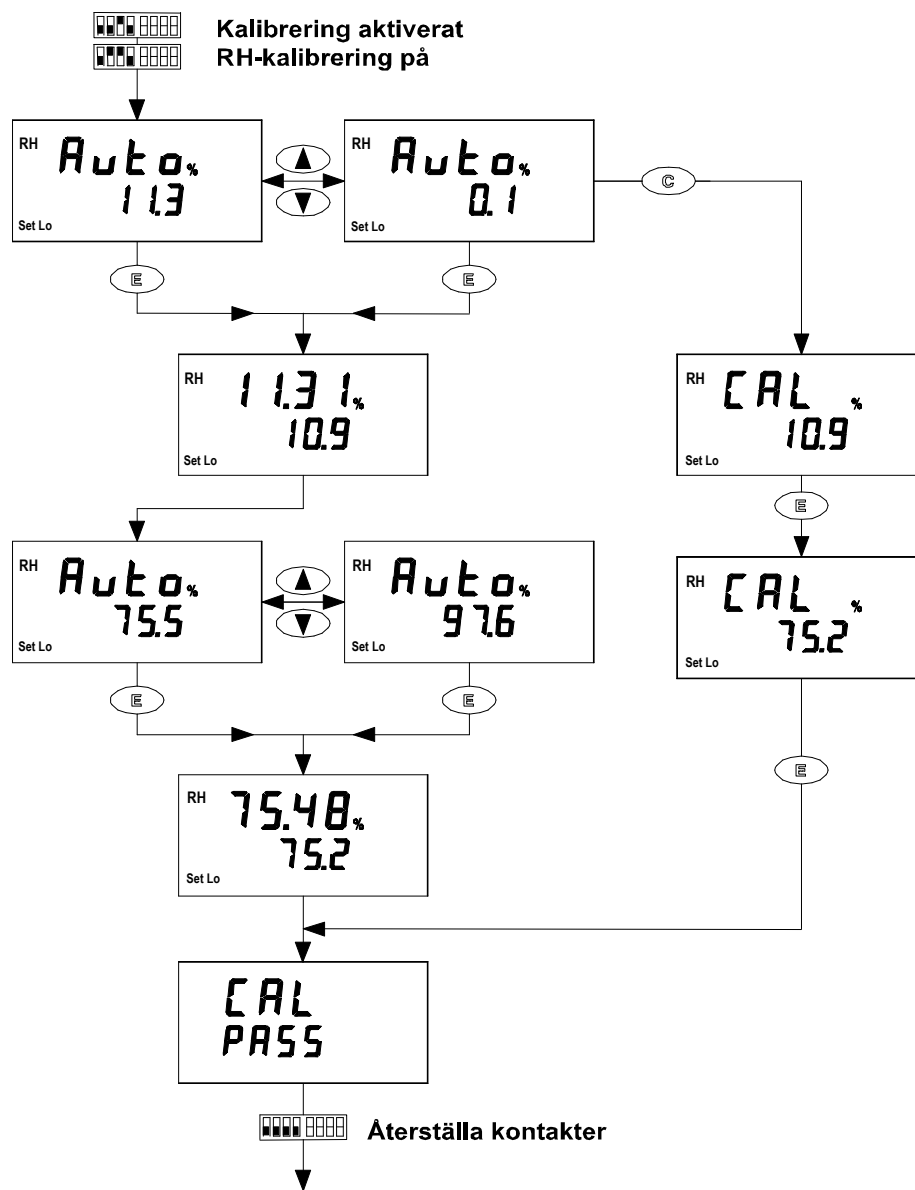 Kalibrering aktiverat
RH-kalibrering på
RH
Auto%
11.3
Set Lo
RH
Auto%
0.1
Set Lo
C
E
E
RH
11.31%
10.9
Set Lo
RH
CAL %
10.9
Set Lo
E
RH
Auto%
75.5
Set Lo
RH
Auto%
97.6
Set Lo
RH
CAL %
75.2
Set Lo
E
E
E
RH
75.48%
75.2
Set Lo
CAL
PASS
Återställa kontakter